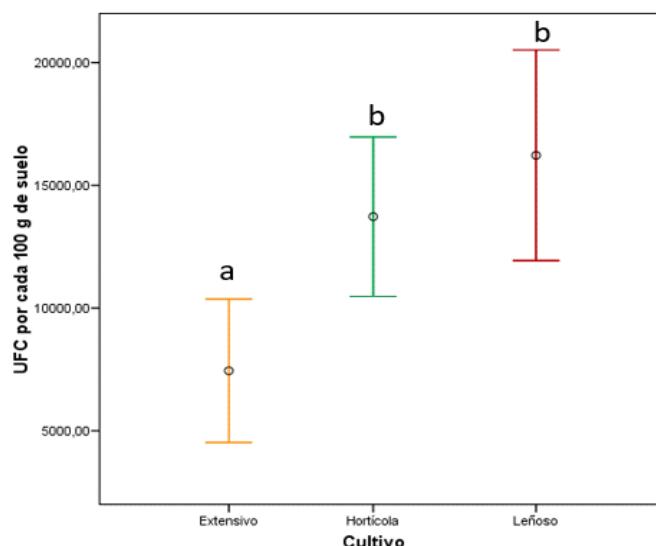 b
b
a
20000,00
15000,00
10000,00
5000,00
UFC por cada 100 g de suelo
Extensivo Hortícola Leñoso
Cultivo